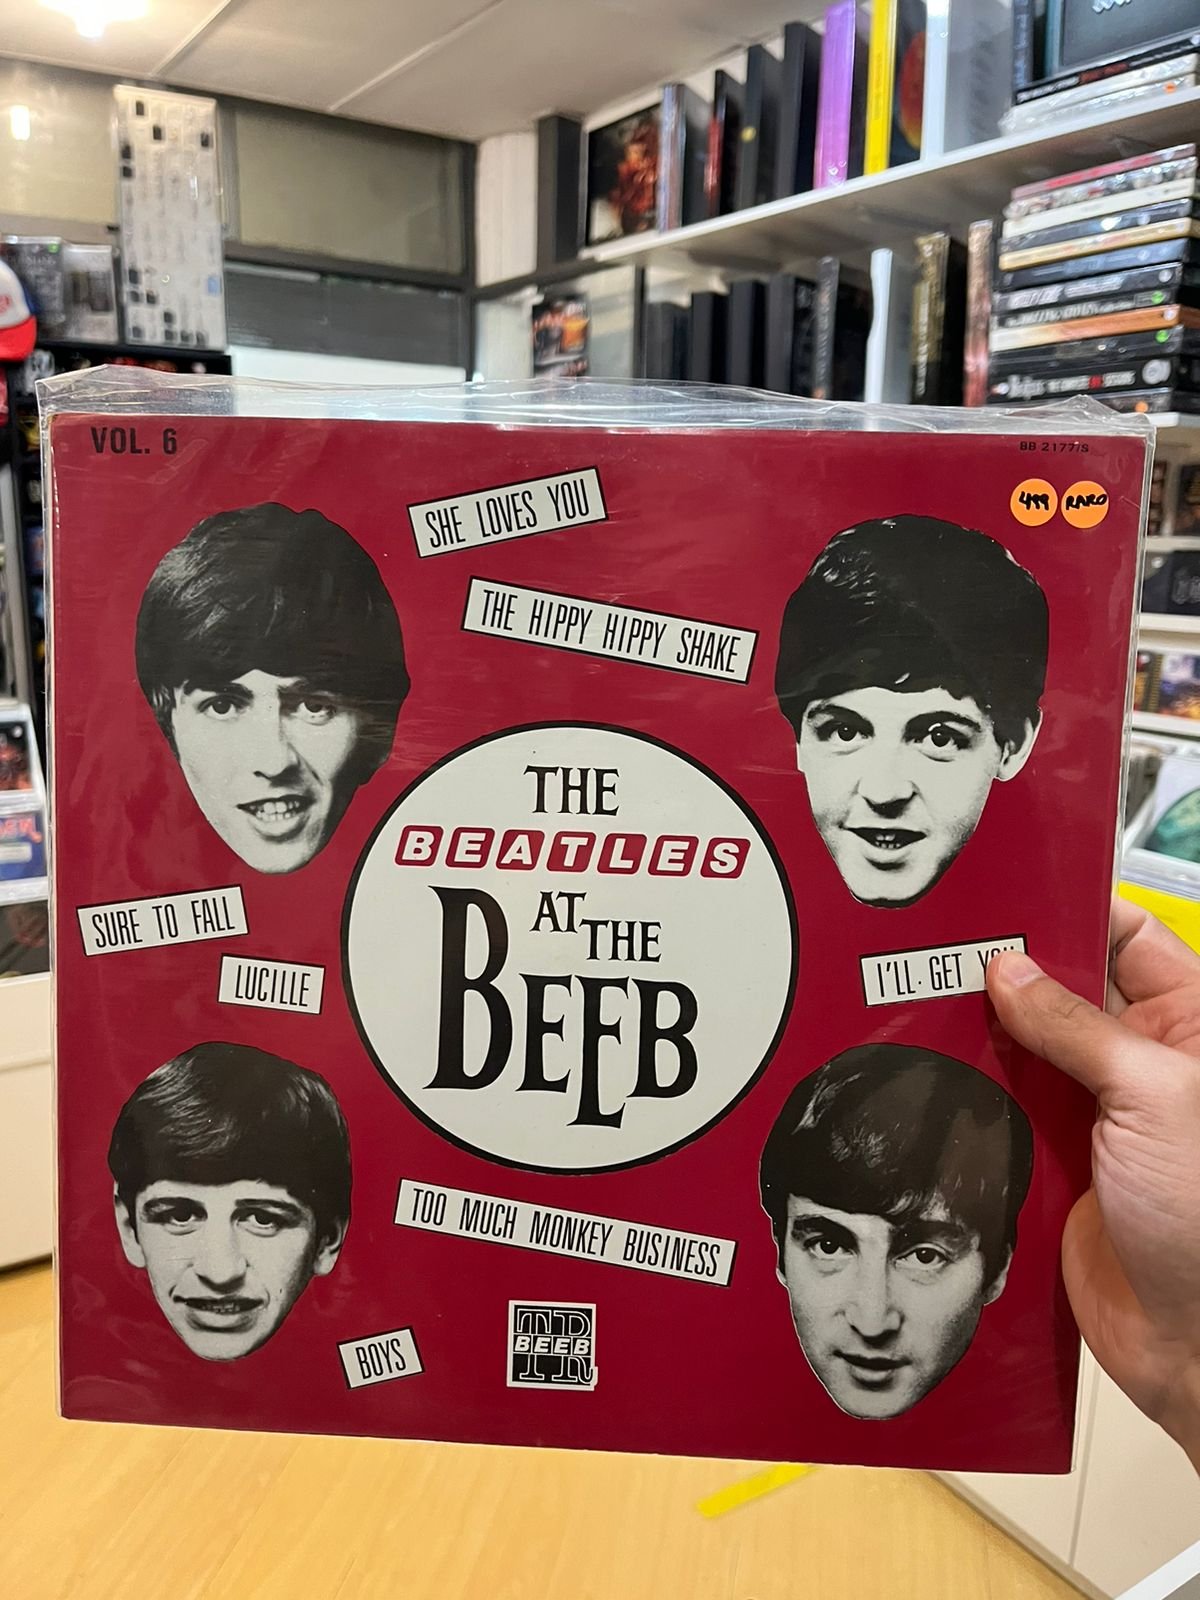 VOL. 6
BB 2177/S
499
RARO
SHE LOVES YOU
THE HIPPY HIPPY SHAKE
THE
BEATLES
AT THE
BEEB
SURE TO FALL
LUCILLE
I'LL GET
TOO MUCH MONKEY BUSINESS
BOYS
TR
BEEB